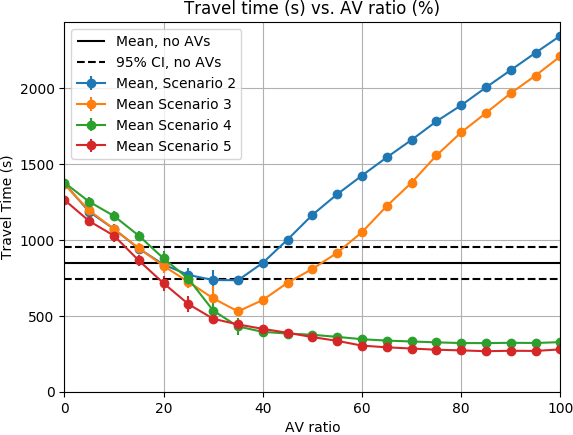 Travel time (s) vs. AV ratio (%)
Mean, no AVs
95% CI, no AVs
Mean, Scenario 2
Mean Scenario 3
Mean Scenario 4
Mean Scenario 5
Travel Time (s)
2000
1500
1000
500
0
0 20 40 60 80 100
AV ratio